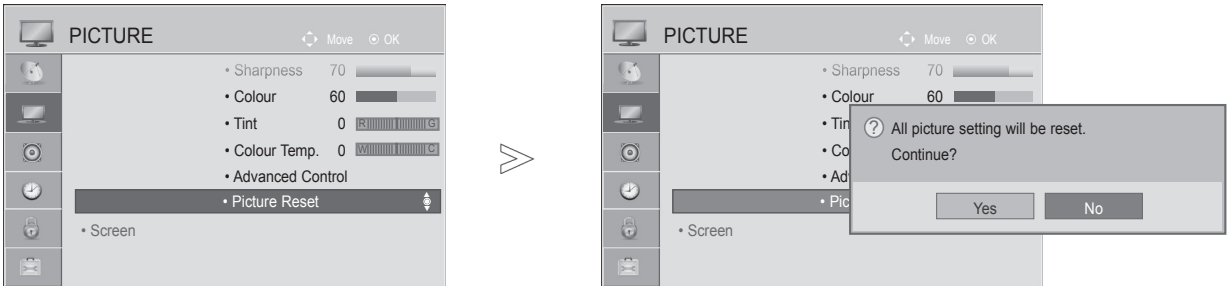 PICTURE
Move OK
• Sharpness 70
• Colour 60
• Tint 0 R G
• Colour Temp. 0 W C
• Advanced Control
• Picture Reset
• Screen
>
PICTURE
Move OK
• Sharpness 70
• Colour 60
• Tin
• Co
• Ad
• Pic
• Screen
? All picture setting will be reset.
Continue?
Yes No